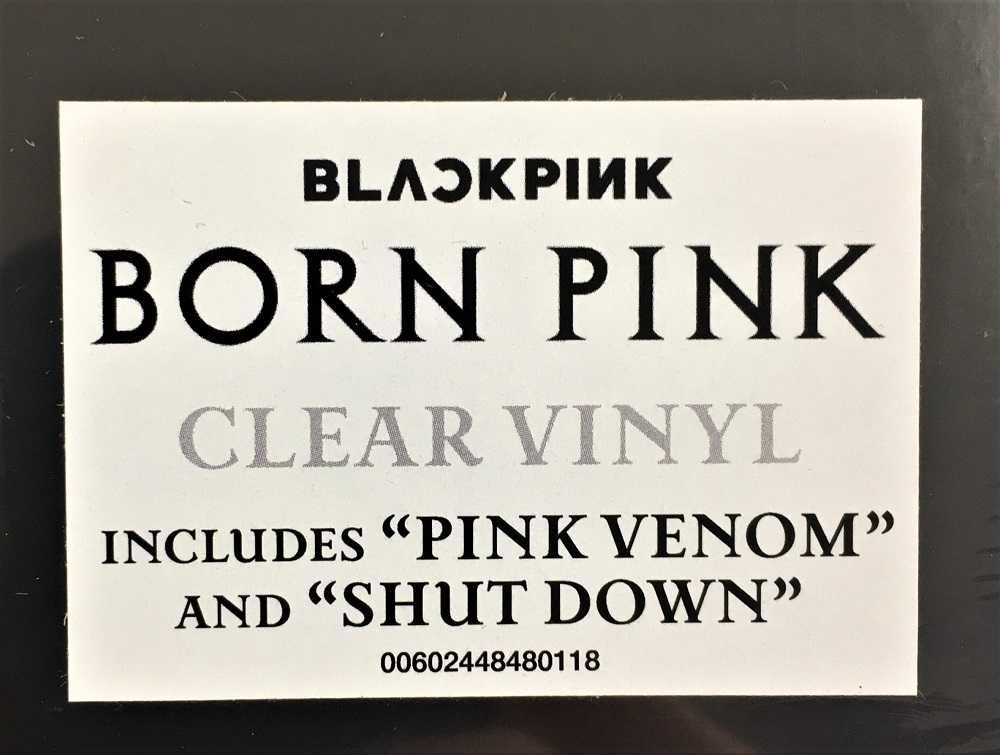 BLACKPINK
BORN PINK
CLEAR VINYL
INCLUDES “PINK VENOM”
AND “SHUT DOWN”
00602448480118